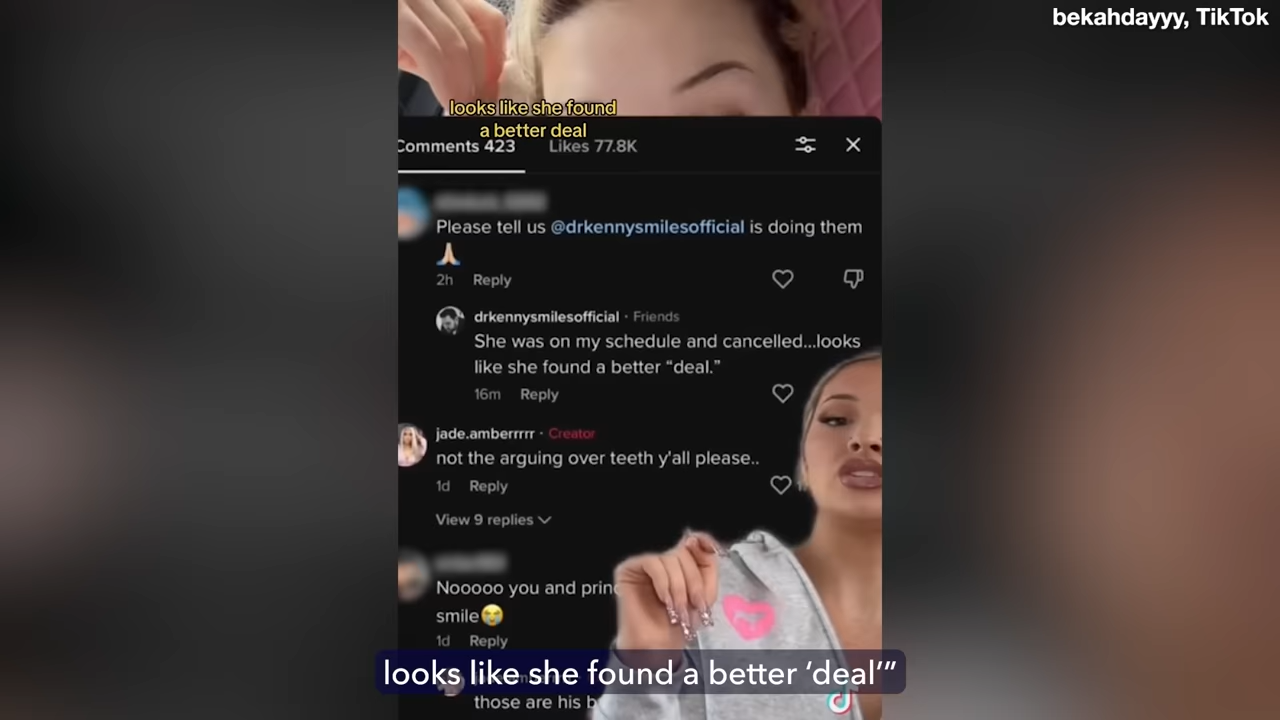 bekahdayyy, TikTok
looks like she found
a better deal
Comments 423
Likes 77.8K
Please tell us @drkennysmilesofficial is doing them
🙏🏼
2h Reply
drkennysmilesofficial · Friends
She was on my schedule and cancelled...looks
like she found a better “deal.”
16m Reply
jade.amberrrrr · Creator
not the arguing over teeth y'all please..
1d Reply
View 9 replies
Nooooo you and
smile😭
1d Reply
looks like she found a better ‘deal’”
those are his